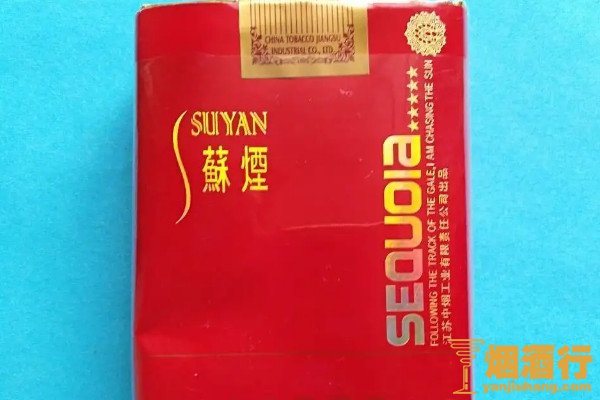 CHINA TOBACCO JIANGSU
INDUSTRIAL CO., LTD.
SUIYAN
蘇煙
SEQUOIA
★★★★★★
FOLLOWING THE TRACK OF THE GALE,I AM CHASING THE SUN
江苏中烟工业有限责任公司出品
烟酒行
yanjiuhang.com